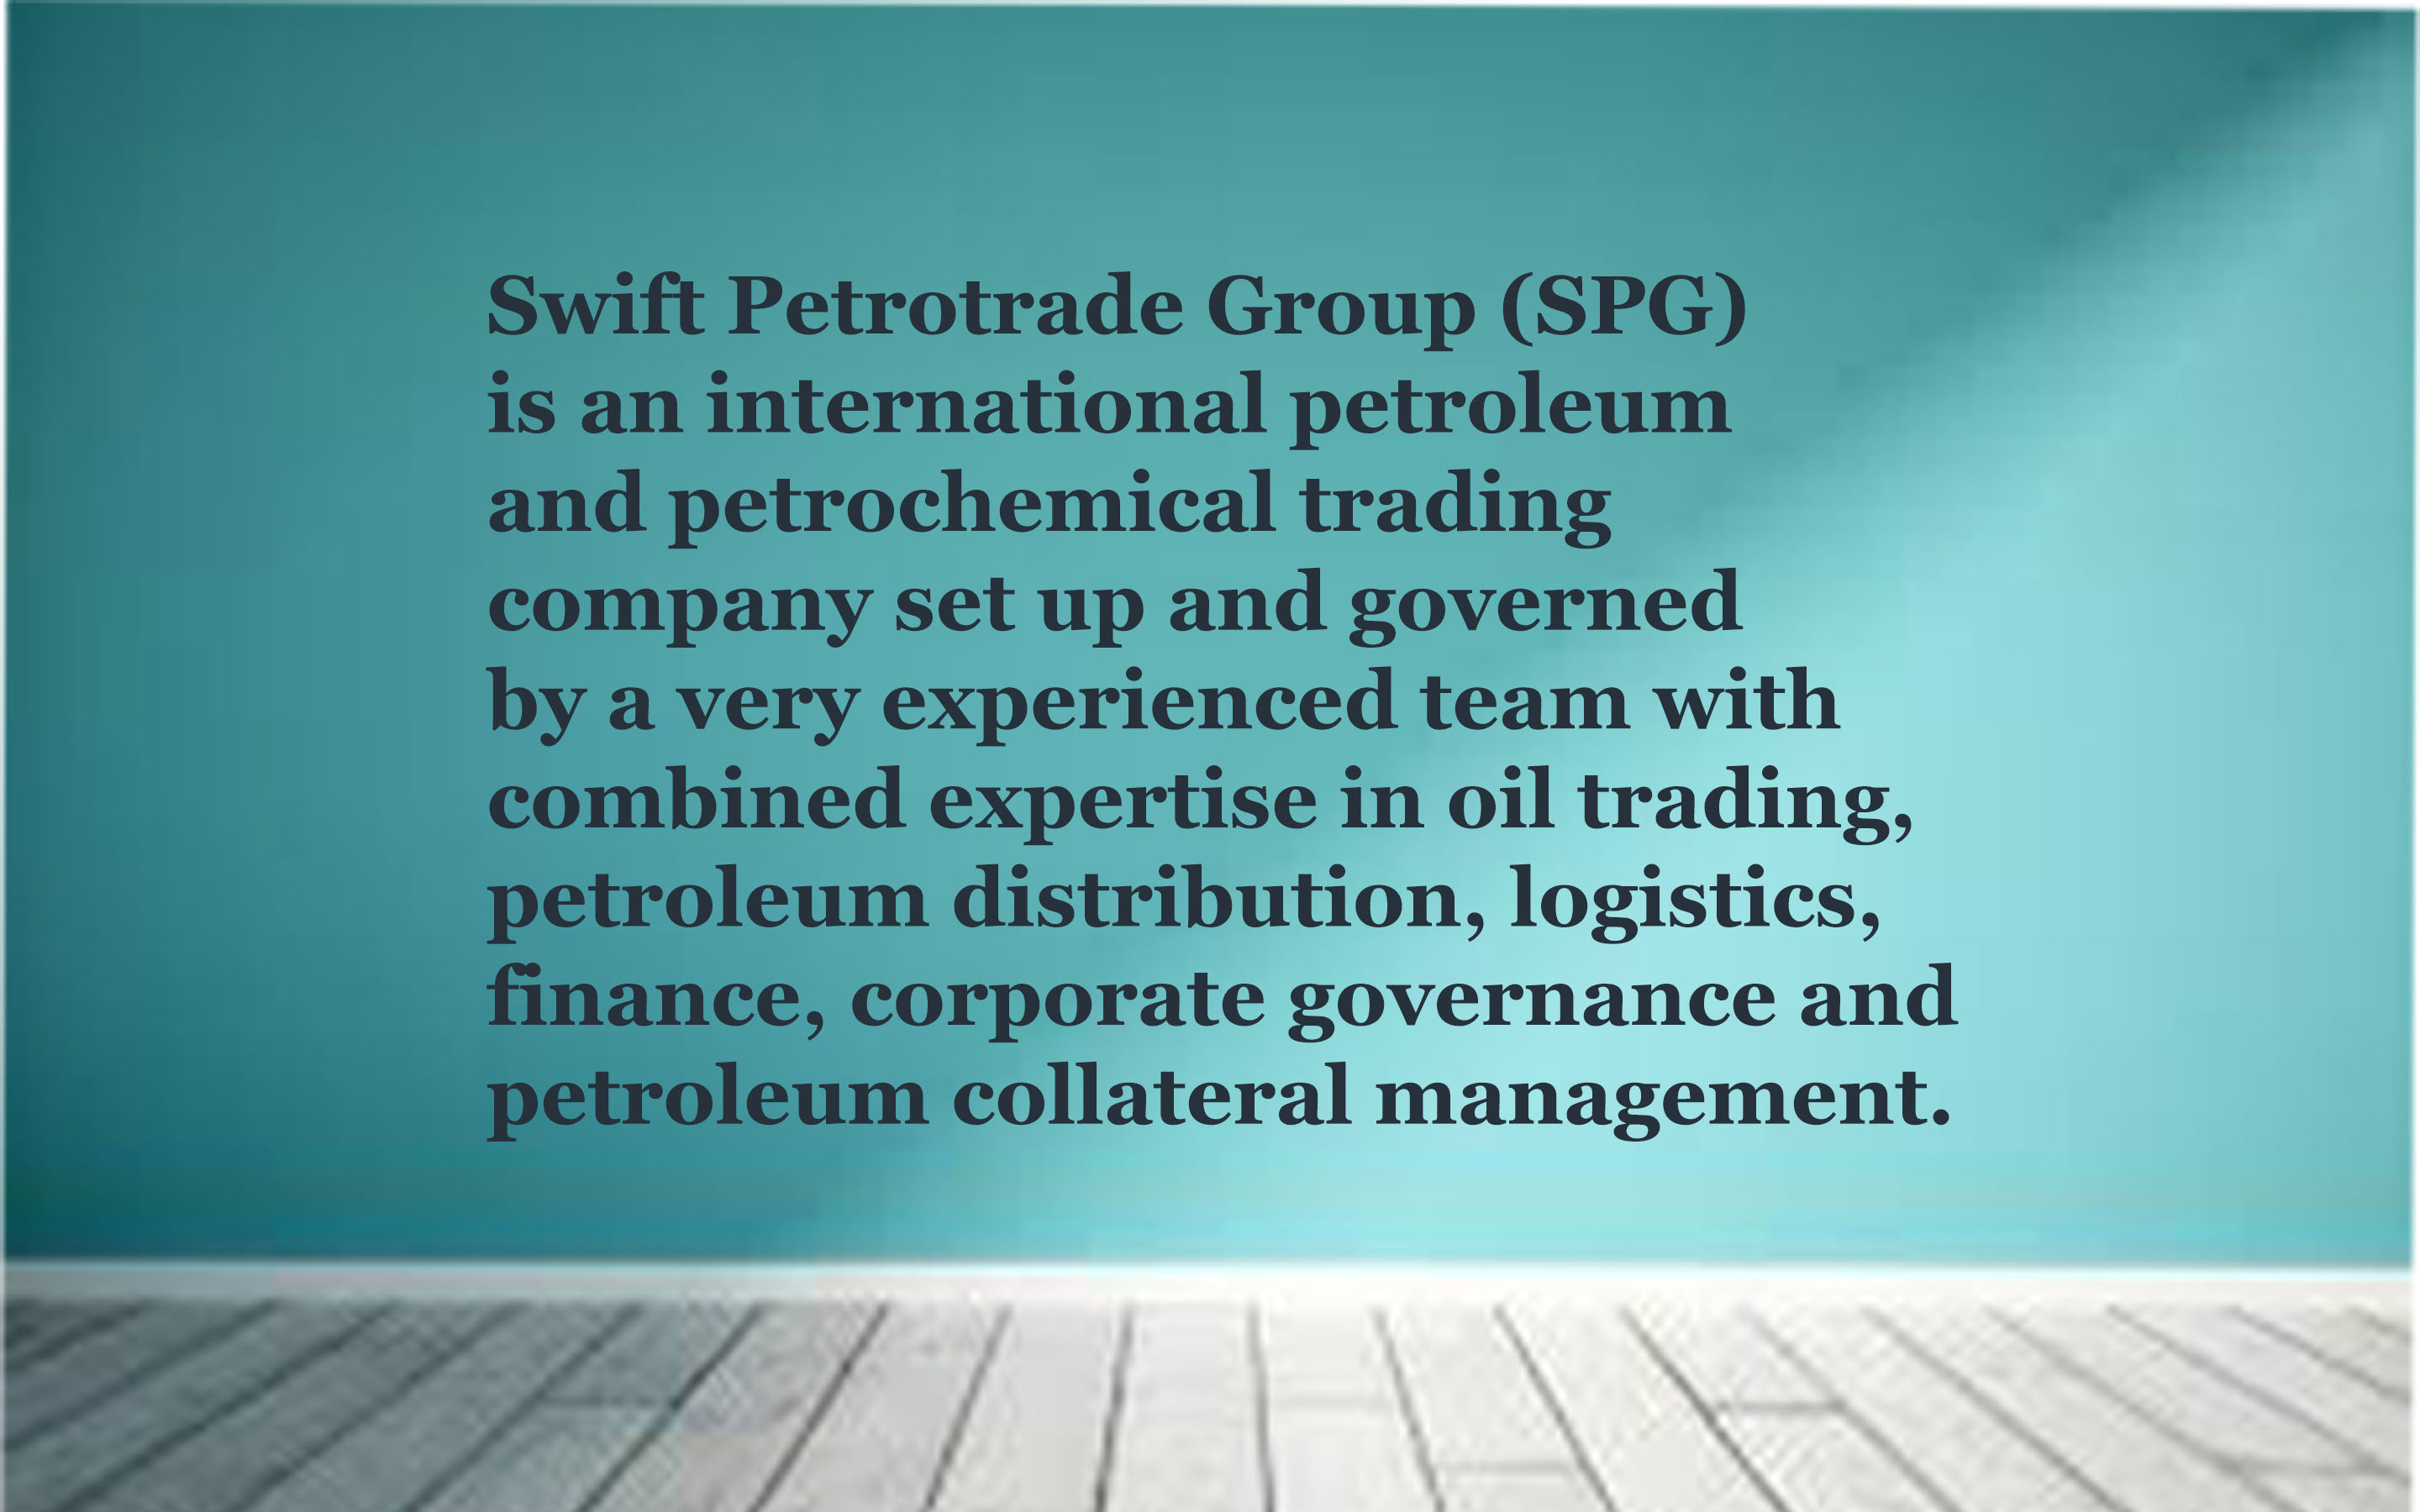 Swift Petrotrade Group (SPG)
is an international petroleum
and petrochemical trading
company set up and governed
by a very experienced team with
combined expertise in oil trading,
petroleum distribution, logistics,
finance, corporate governance and
petroleum collateral management.